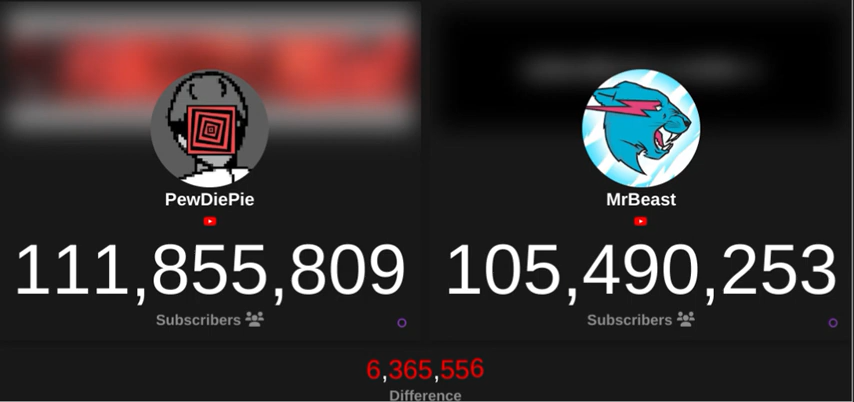 PewDiePie
111,855,809
Subscribers
MrBeast
105,490,253
Subscribers
6,365,556
Difference